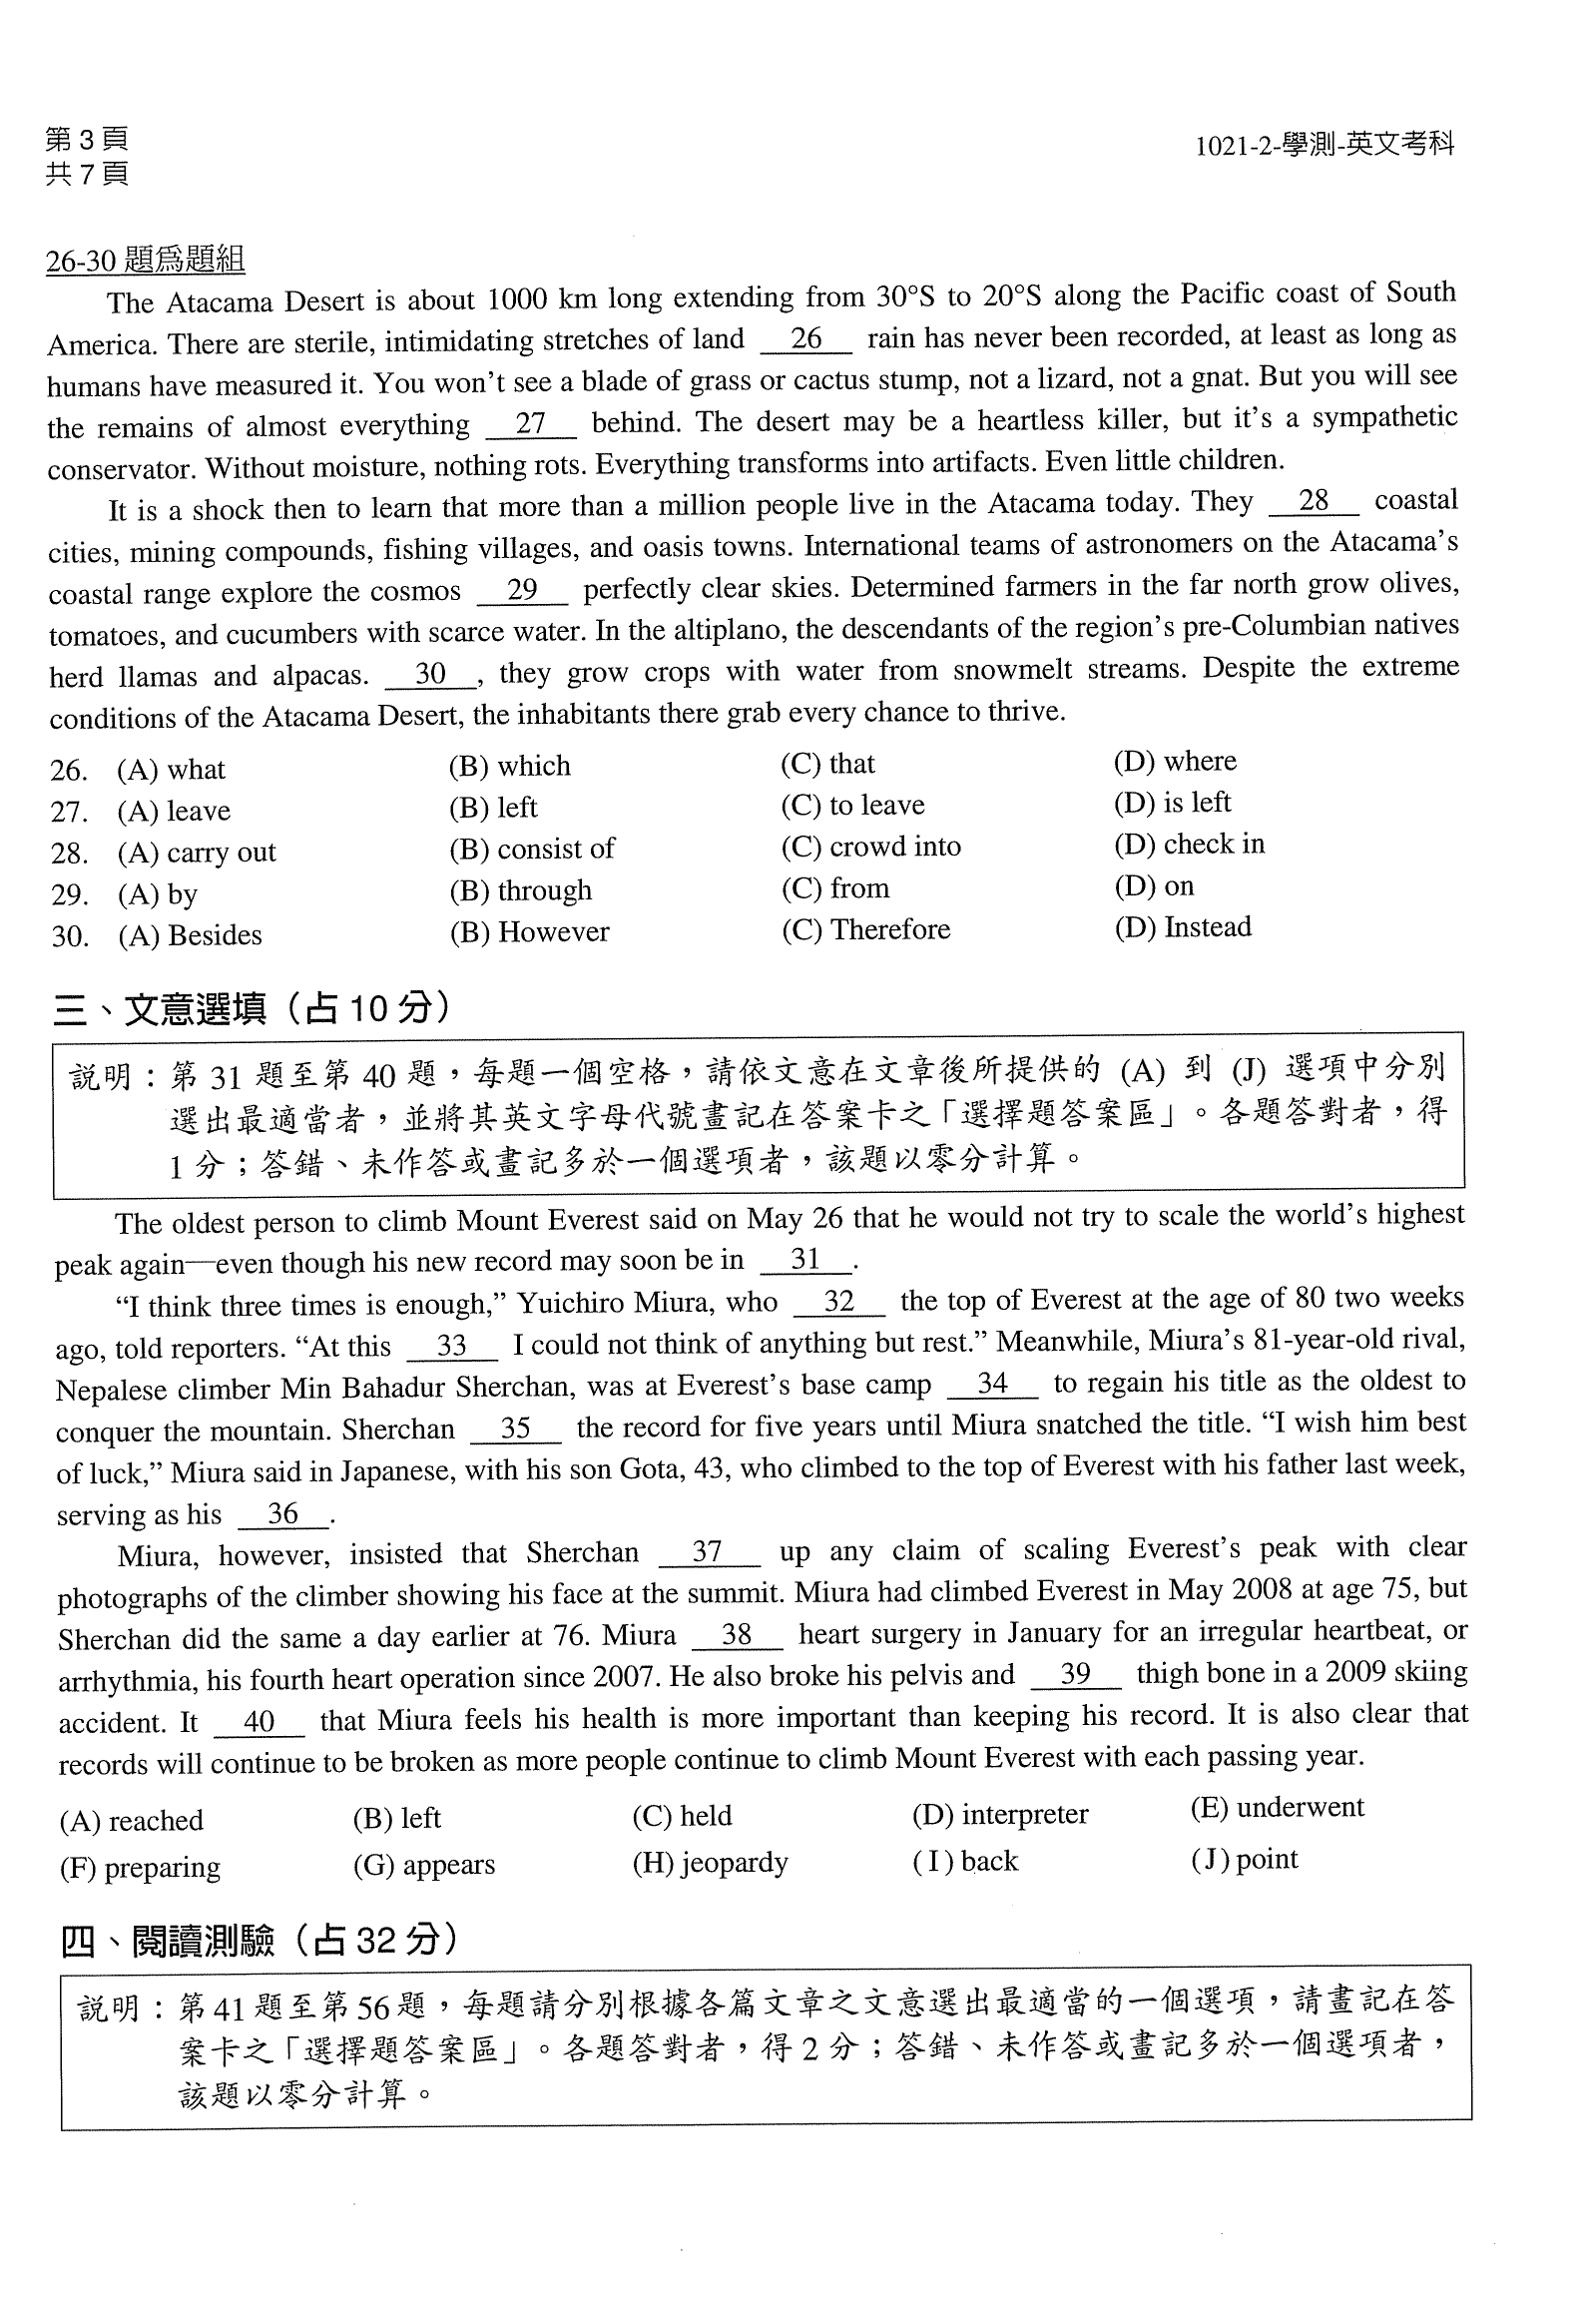 第 3 頁
共 7 頁
1021-2-學測-英文考科
26-30 題爲題組
The Atacama Desert is about 1000 km long extending from 30°S to 20°S along the Pacific coast of South
America. There are sterile, intimidating stretches of land 26 rain has never been recorded, at least as long as
humans have measured it. You won’t see a blade of grass or cactus stump, not a lizard, not a gnat. But you will see
the remains of almost everything 27 behind. The desert may be a heartless killer, but it’s a sympathetic
conservator. Without moisture, nothing rots. Everything transforms into artifacts. Even little children.
It is a shock then to learn that more than a million people live in the Atacama today. They 28 coastal
cities, mining compounds, fishing villages, and oasis towns. International teams of astronomers on the Atacama’s
coastal range explore the cosmos 29 perfectly clear skies. Determined farmers in the far north grow olives,
tomatoes, and cucumbers with scarce water. In the altiplano, the descendants of the region’s pre-Columbian natives
herd llamas and alpacas. 30 , they grow crops with water from snowmelt streams. Despite the extreme
conditions of the Atacama Desert, the inhabitants there grab every chance to thrive.
26. (A) what (B) which (C) that (D) where
27. (A) leave (B) left (C) to leave (D) is left
28. (A) carry out (B) consist of (C) crowd into (D) check in
29. (A) by (B) through (C) from (D) on
30. (A) Besides (B) However (C) Therefore (D) Instead
三、文意選填（占 10 分）
說明：第 31 題至第 40 題，每題一個空格，請依文意在文章後所提供的 (A) 到 (J) 選項中分別
選出最適當者，並將其英文字母代號畫記在答案卡之「選擇題答案區」。各題答對者，得
1 分；答錯、未作答或畫記多於一個選項者，該題以零分計算。
The oldest person to climb Mount Everest said on May 26 that he would not try to scale the world’s highest
peak again—even though his new record may soon be in 31 .
“I think three times is enough,” Yuichiro Miura, who 32 the top of Everest at the age of 80 two weeks
ago, told reporters. “At this 33 I could not think of anything but rest.” Meanwhile, Miura’s 81-year-old rival,
Nepalese climber Min Bahadur Sherchan, was at Everest’s base camp 34 to regain his title as the oldest to
conquer the mountain. Sherchan 35 the record for five years until Miura snatched the title. “I wish him best
of luck,” Miura said in Japanese, with his son Gota, 43, who climbed to the top of Everest with his father last week,
serving as his 36 .
Miura, however, insisted that Sherchan 37 up any claim of scaling Everest’s peak with clear
photographs of the climber showing his face at the summit. Miura had climbed Everest in May 2008 at age 75, but
Sherchan did the same a day earlier at 76. Miura 38 heart surgery in January for an irregular heartbeat, or
arrhythmia, his fourth heart operation since 2007. He also broke his pelvis and 39 thigh bone in a 2009 skiing
accident. It 40 that Miura feels his health is more important than keeping his record. It is also clear that
records will continue to be broken as more people continue to climb Mount Everest with each passing year.
(A) reached (B) left (C) held (D) interpreter (E) underwent
(F) preparing (G) appears (H) jeopardy ( I ) back (J) point
四、閱讀測驗（占 32 分）
說明：第 41 題至第 56 題，每題請分別根據各篇文章之文意選出最適當的一個選項，請畫記在答
案卡之「選擇題答案區」。各題答對者，得 2 分；答錯、未作答或畫記多於一個選項者，
該題以零分計算。